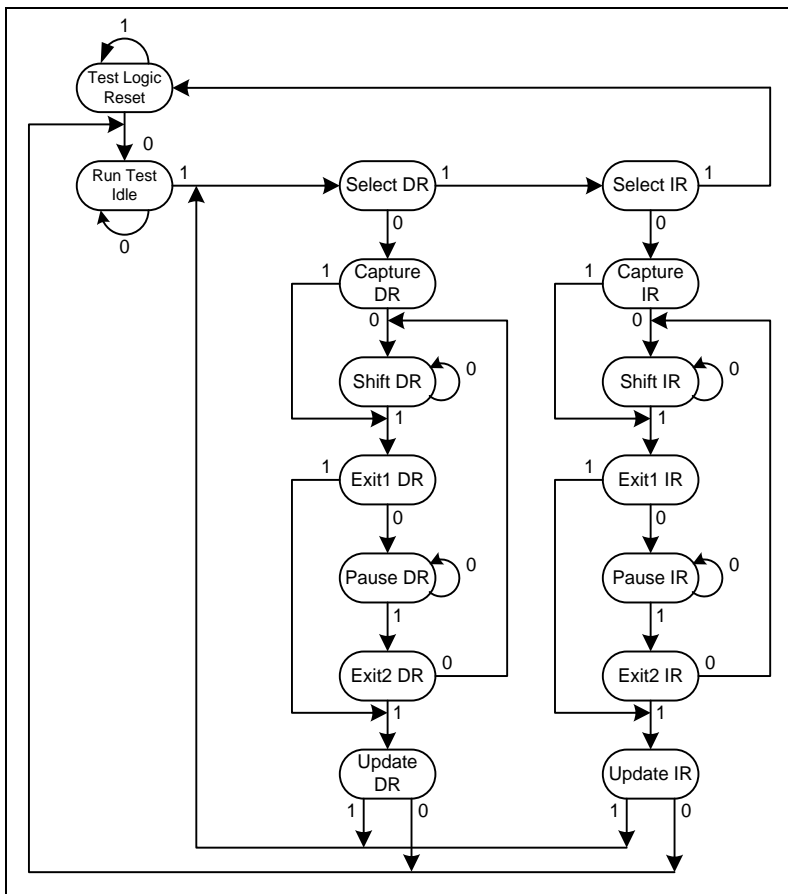 1
Test Logic
Reset
0
Run Test
Idle
1
0
Select DR
1
0
Select IR
1
0
Capture
DR
1
0
Capture
IR
1
0
Shift DR
0
1
Shift IR
0
1
Exit1 DR
1
0
Exit1 IR
1
0
Pause DR
0
1
Pause IR
0
1
Exit2 DR
0
1
Exit2 IR
0
1
Update
DR
1
0
Update IR
1
0